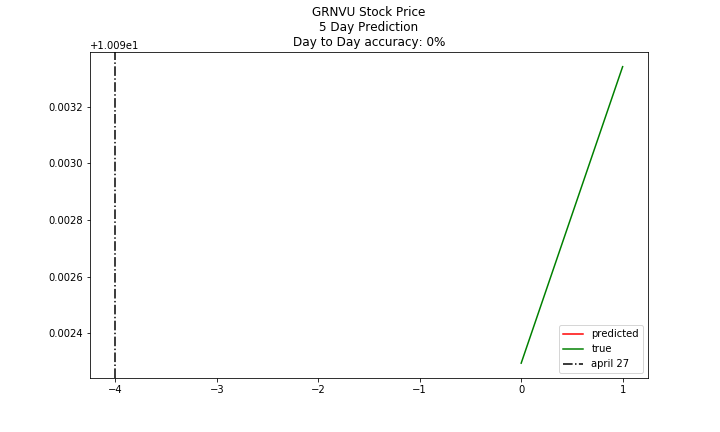 GRNVU Stock Price
5 Day Prediction
Day to Day accuracy: 0%
+1.009e1
0.0032
0.0030
0.0028
0.0026
0.0024
−4
−3
−2
−1
0
1
predicted
true
april 27